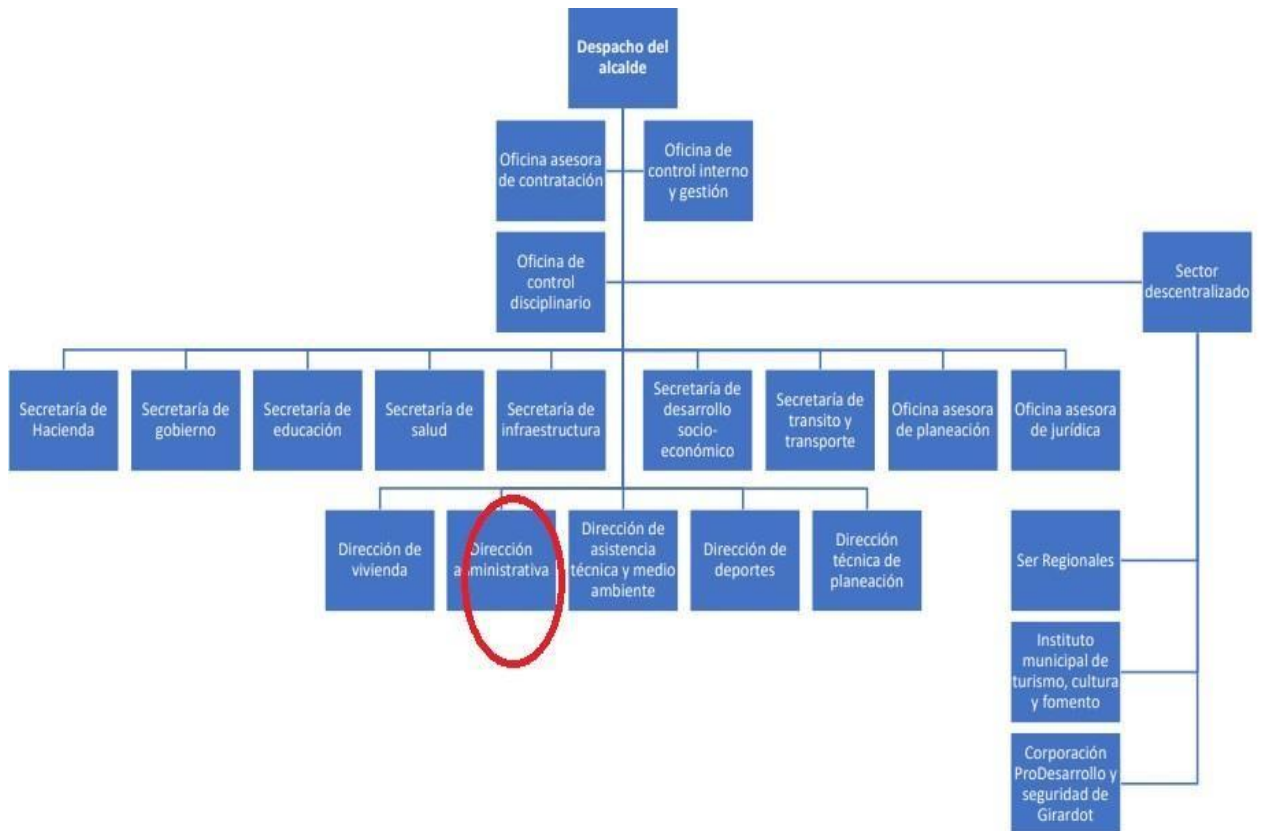 Despacho del
alcalde
Oficina asesora
de contratación
Oficina de
control interno
y gestión
Oficina de
control
disciplinario
Sector
descentralizado
Secretaría de
Hacienda
Secretaría de
gobierno
Secretaría de
educación
Secretaría de
salud
Secretaría de
infraestructura
Secretaría de
desarrollo
socio-
económico
Secretaría de
transito y
transporte
Oficina asesora
de planeación
Oficina asesora
de jurídica
Dirección de
vivienda
Dirección
administrativa
Dirección de
asistencia
técnica y medio
ambiente
Dirección de
deportes
Dirección
técnica de
planeación
Ser Regionales
Instituto
municipal de
turismo, cultura
y fomento
Corporación
ProDesarrollo y
seguridad de
Girardot